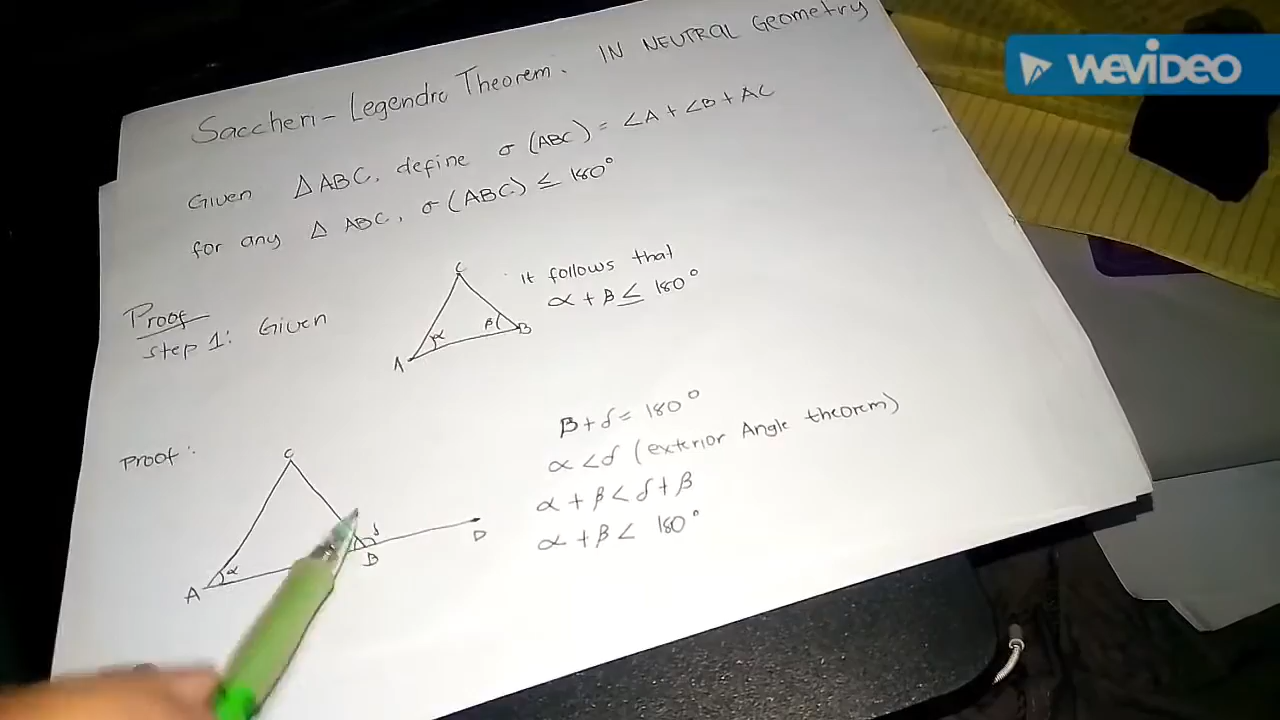 WEVIDEO
Saccheri - Legendre Theorem. IN NEUTRAL Geometry
Given △ABC, define σ(ABC) = ∠A + ∠B + ∠C
for any △ ABC, σ(ABC) ≤ 180°
Proof
Step 1: Given
C
A
B
α
β
It follows that
α + β ≤ 180°
Proof:
C
A
B
D
α
δ
β + δ = 180°
α < δ (exterior Angle theorem)
α + β < δ + β
α + β < 180°